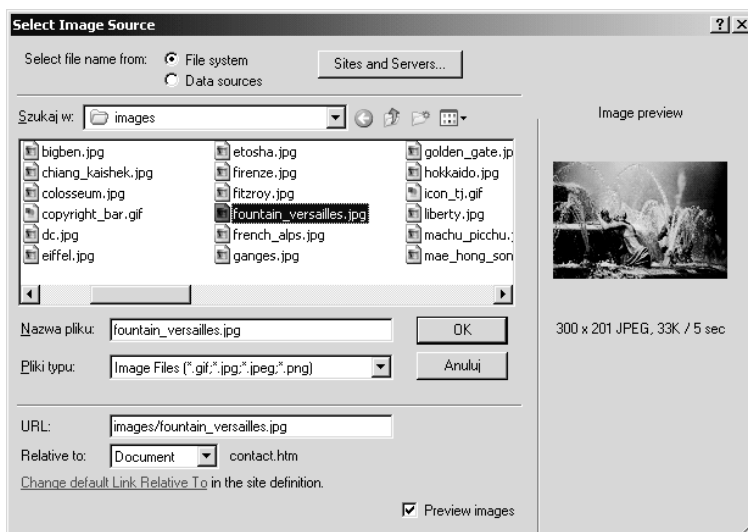 Select Image Source
Select file name from:
File system
Data sources
Sites and Servers...
Szukaj w:
images
bigben.jpg
chiang_kaishek.jpg
colosseum.jpg
copyright_bar.gif
dc.jpg
eiffel.jpg
etosha.jpg
firenze.jpg
fitzroy.jpg
fountain_versailles.jpg
french_alps.jpg
ganges.jpg
golden_gate.jp
hokkaido.jpg
icon_tj.gif
liberty.jpg
machu_picchu.j
mae_hong_son
Nazwa pliku:
fountain_versailles.jpg
OK
Pliki typu:
Image Files (*.gif;*.jpg;*.jpeg;*.png)
Anuluj
URL:
images/fountain_versailles.jpg
Relative to:
Document
contact.htm
Change default Link Relative To in the site definition.
Preview images
Image preview
300 x 201 JPEG, 33K / 5 sec